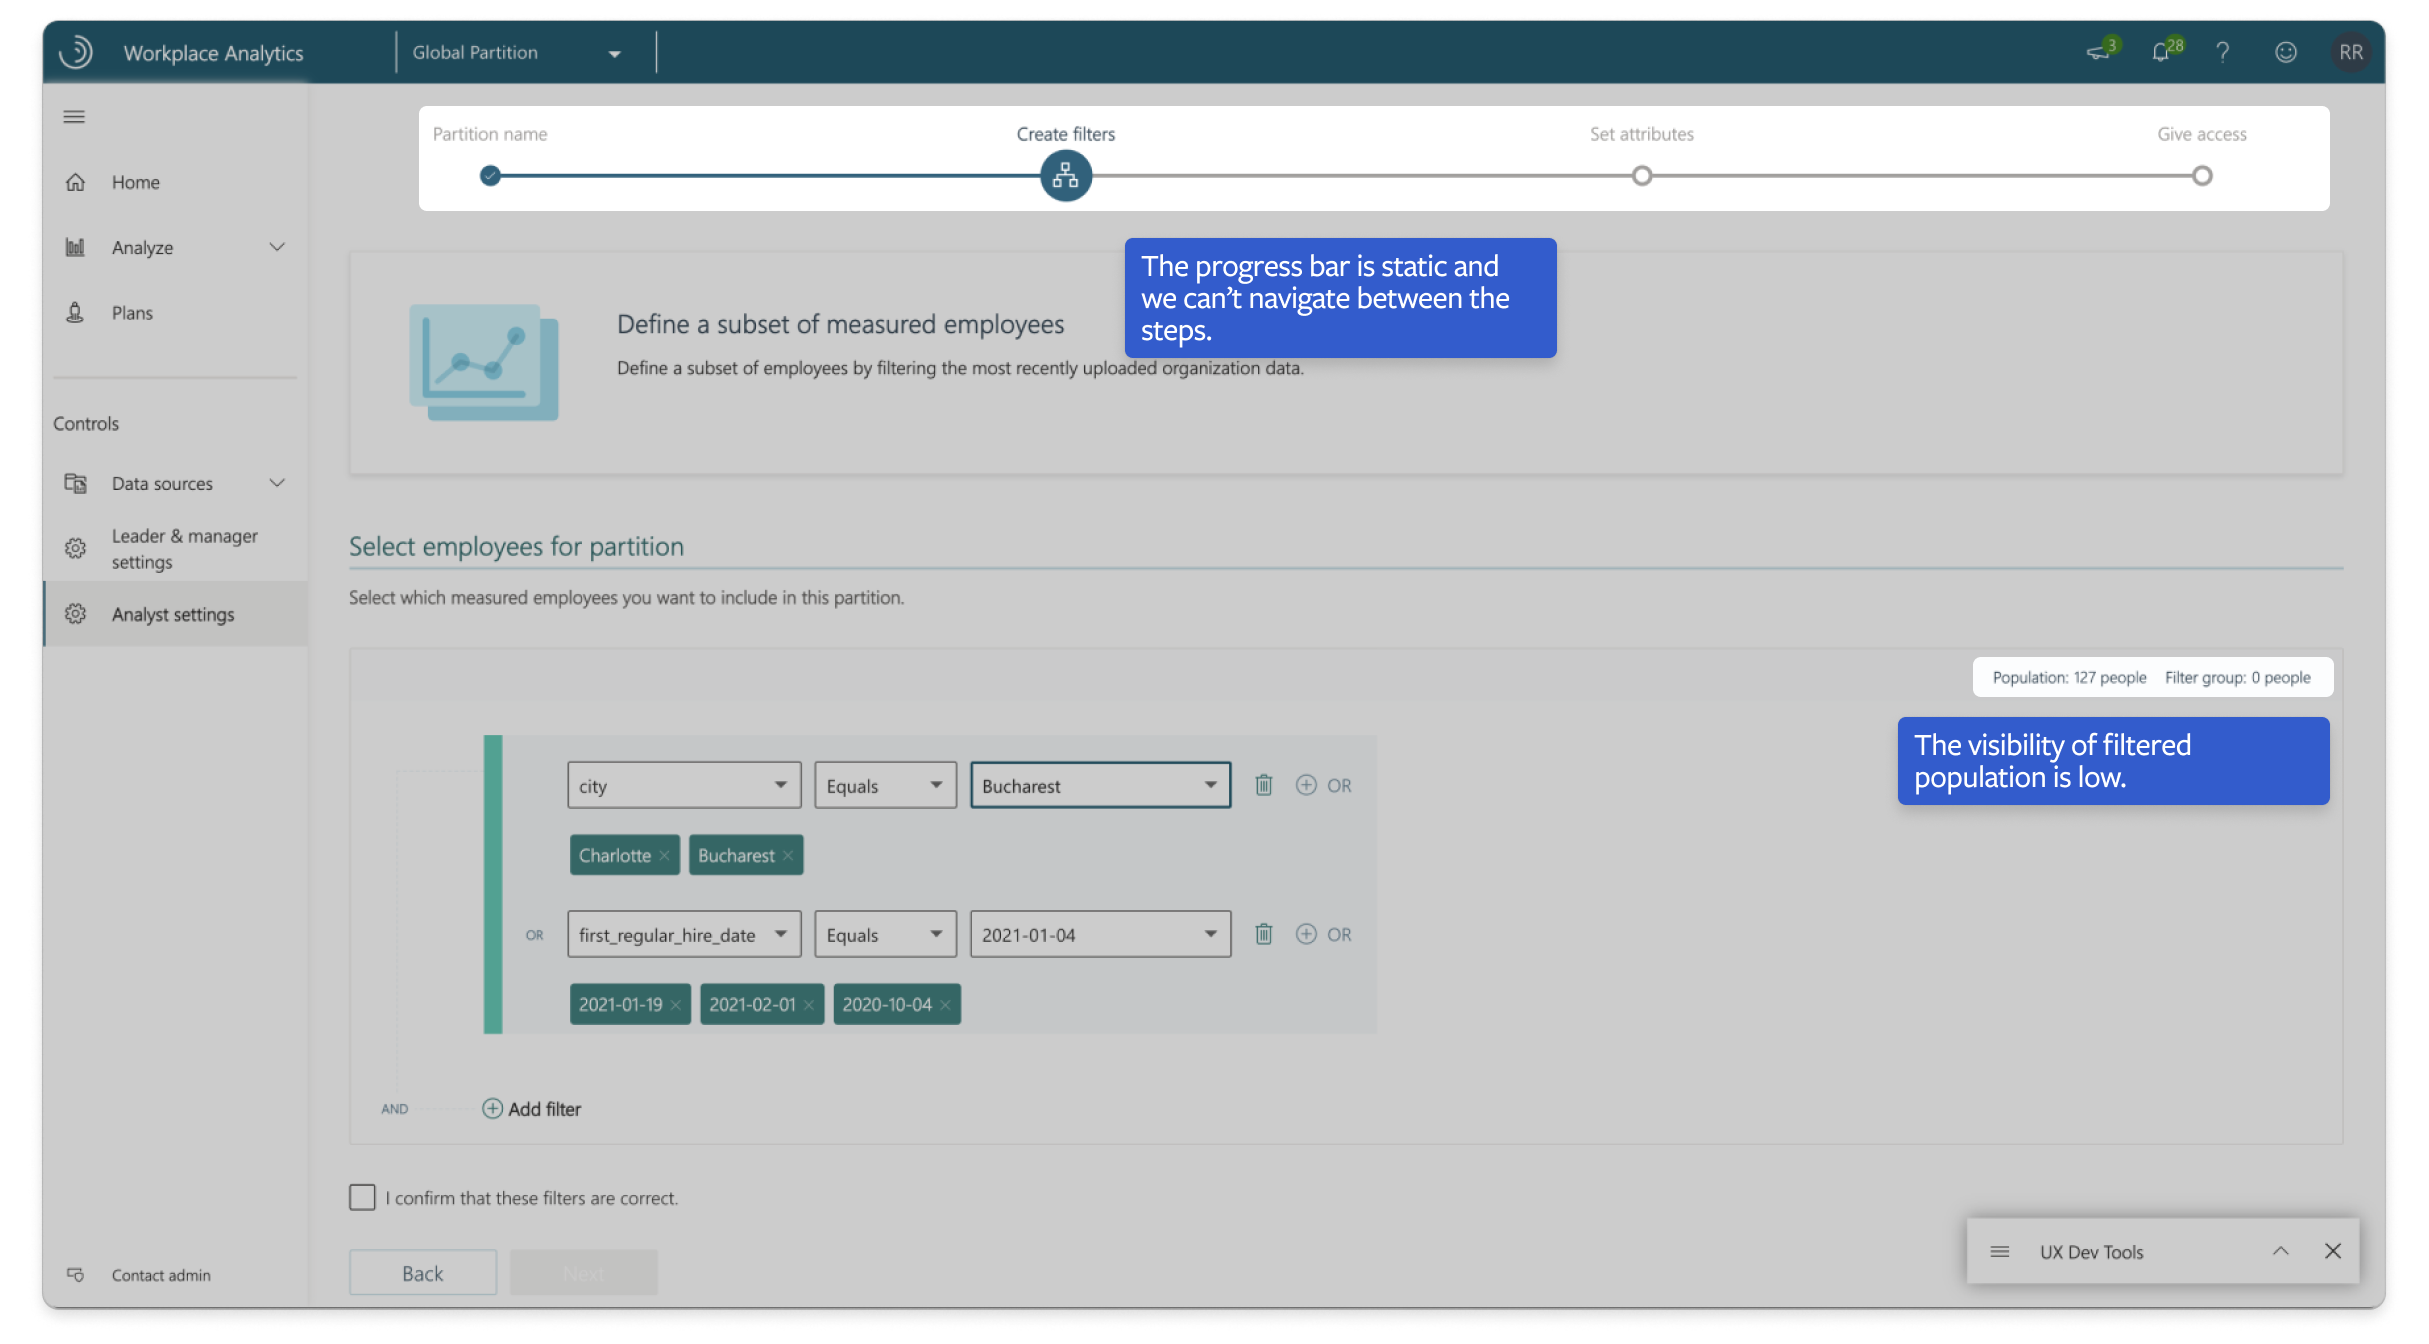 Workplace Analytics
Global Partition
3
28
?
RR
Partition name
Create filters
Set attributes
Give access
Home
Analyze
Plans
The progress bar is static and
we can't navigate between the
steps.
Define a subset of measured employees
Define a subset of employees by filtering the most recently uploaded organization data.
Controls
Data sources
Leader & manager
settings
Analyst settings
Select employees for partition
Select which measured employees you want to include in this partition.
Population: 127 people Filter group: 0 people
The visibility of filtered
population is low.
city Equals Bucharest OR
Charlotte Bucharest
OR first_regular_hire_date Equals 2021-01-04 OR
2021-01-19 2021-02-01 2020-10-04
AND Add filter
I confirm that these filters are correct.
Back Next
Contact admin
UX Dev Tools